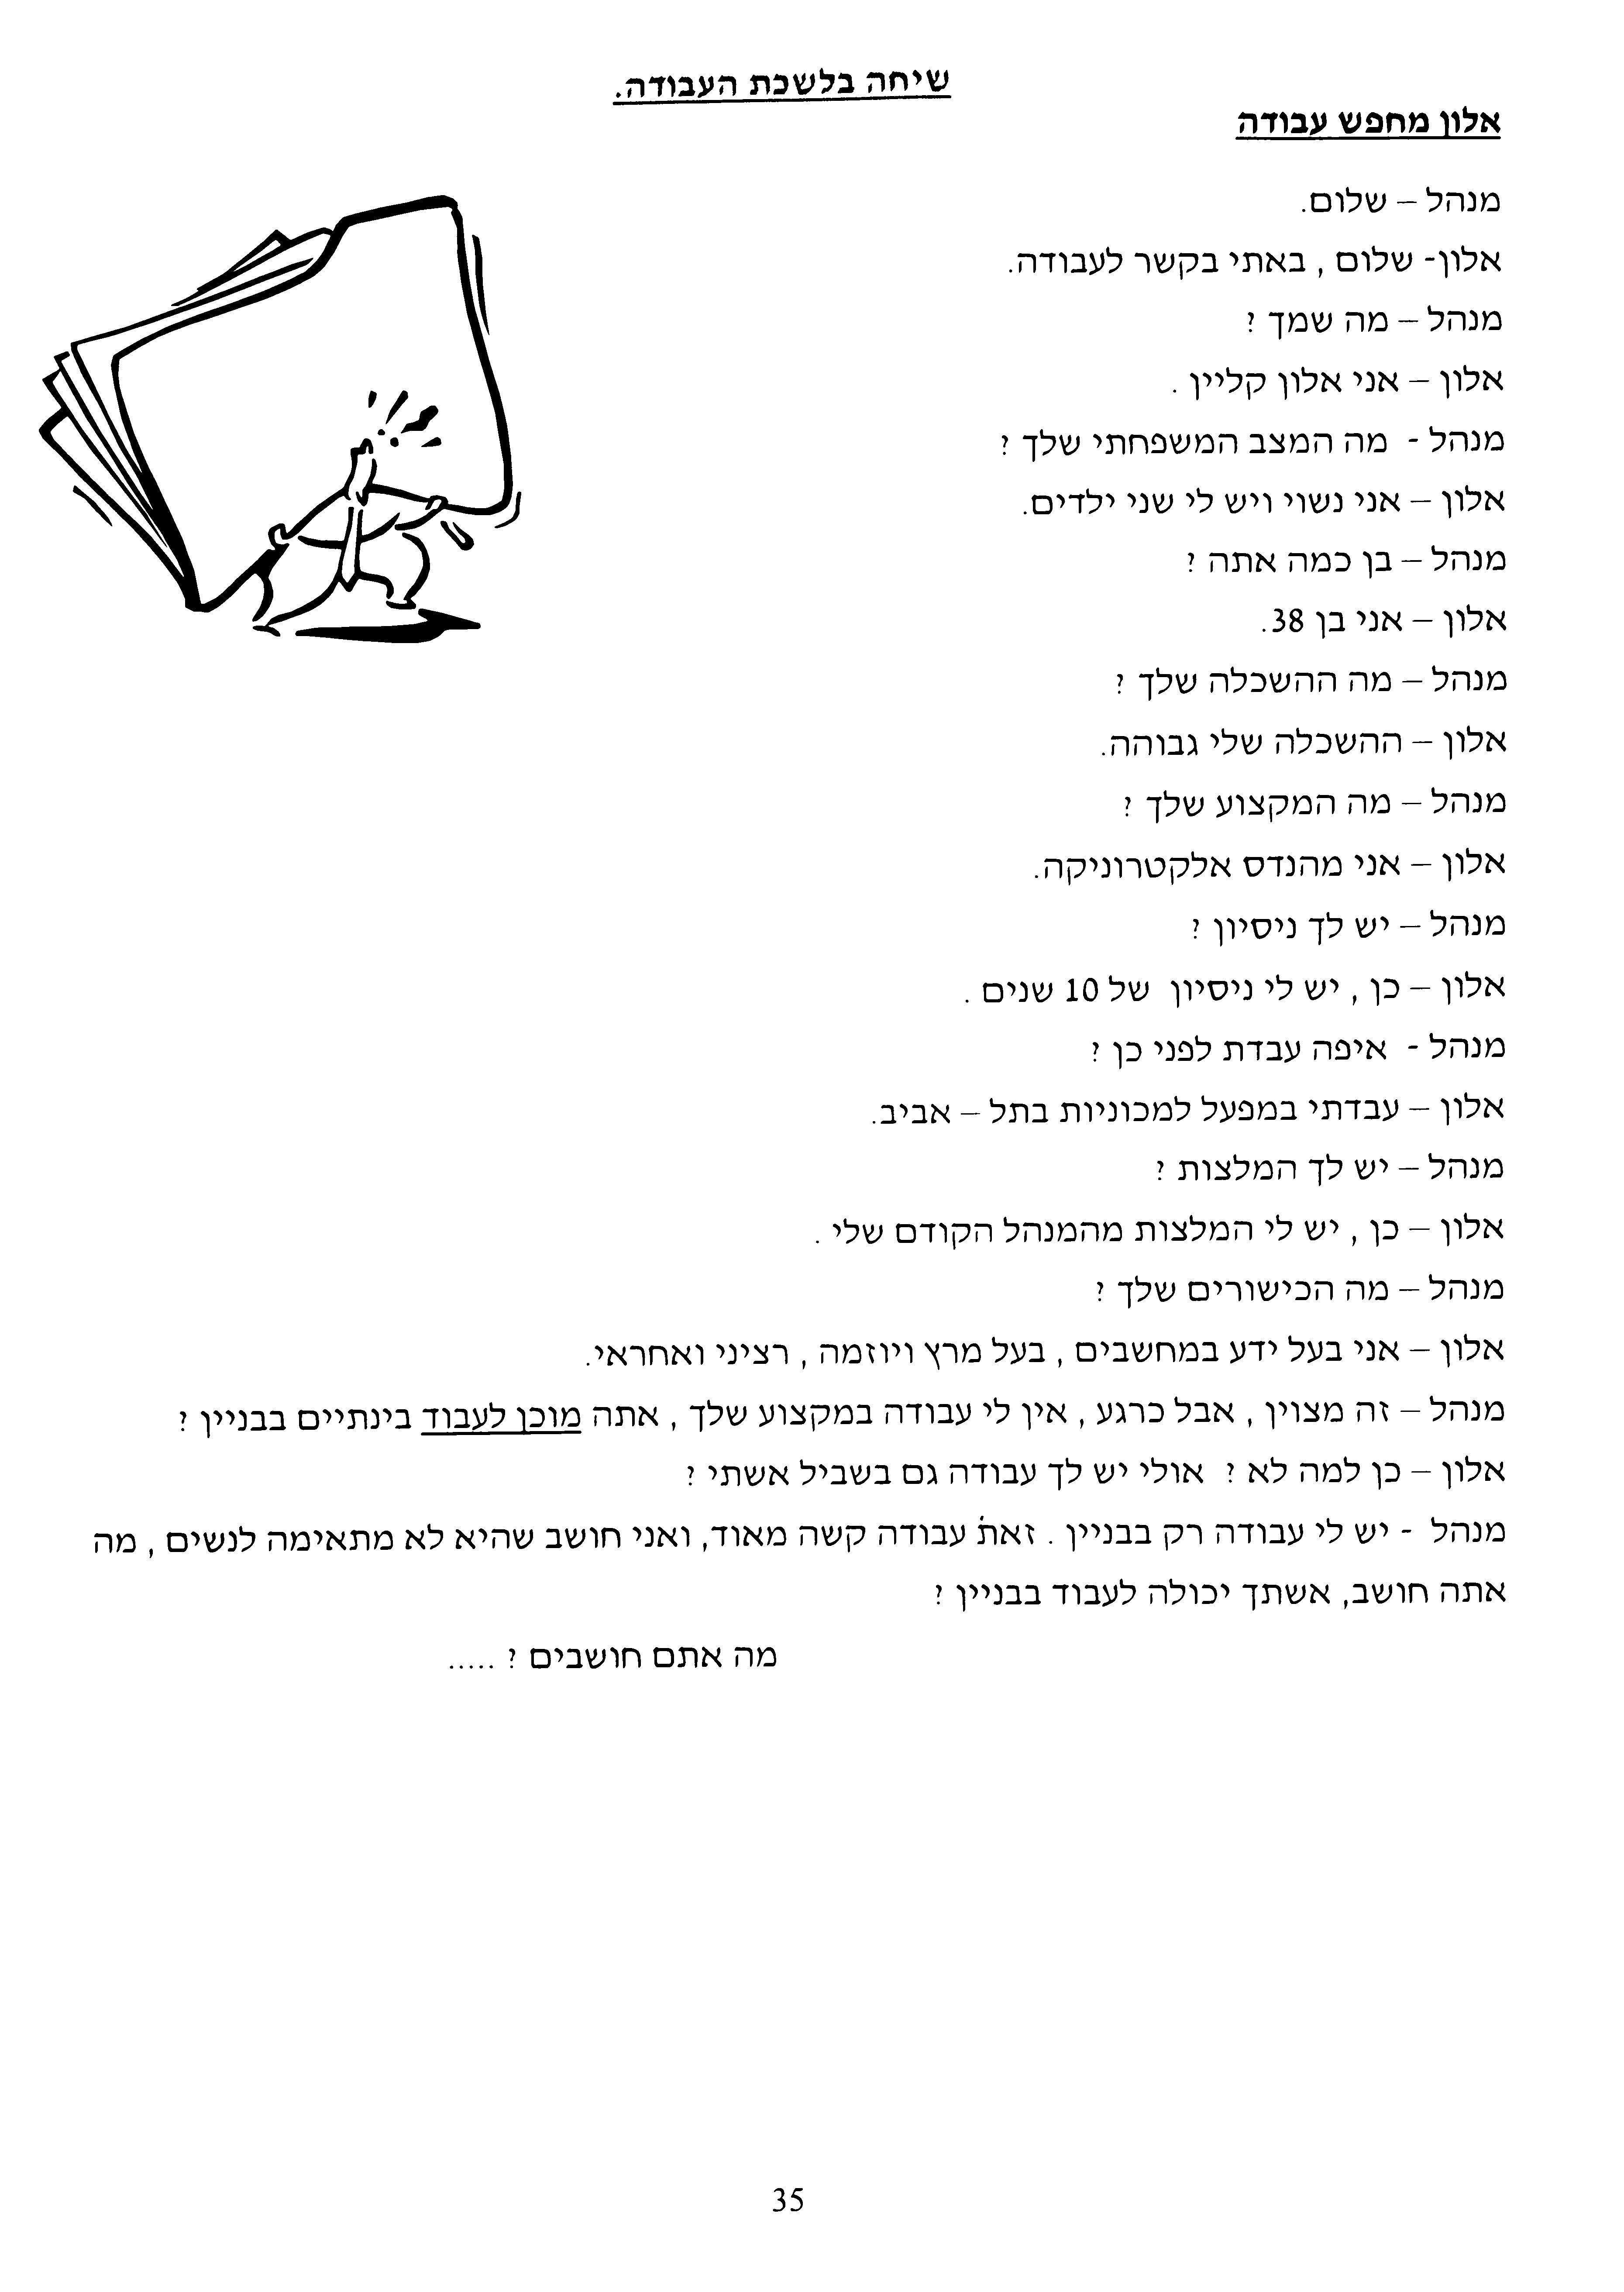 שיחה בלשכת העבודה.
אלון מחפש עבודה
מנהל – שלום.
אלון- שלום , באתי בקשר לעבודה.
מנהל – מה שמך ?
אלון – אני אלון קליין .
מנהל - מה המצב המשפחתי שלך ?
אלון – אני נשוי ויש לי שני ילדים.
מנהל – בן כמה אתה ?
אלון – אני בן 38.
מנהל – מה ההשכלה שלך ?
אלון – ההשכלה שלי גבוהה.
מנהל – מה המקצוע שלך ?
אלון – אני מהנדס אלקטרוניקה.
מנהל – יש לך ניסיון ?
אלון – כן , יש לי ניסיון של 10 שנים .
מנהל - איפה עבדת לפני כן ?
אלון – עבדתי במפעל למכוניות בתל – אביב.
מנהל – יש לך המלצות ?
אלון – כן , יש לי המלצות מהמנהל הקודם שלי .
מנהל – מה הכישורים שלך ?
אלון – אני בעל ידע במחשבים , בעל מרץ ויוזמה , רציני ואחראי.
מנהל – זה מצוין , אבל כרגע , אין לי עבודה במקצוע שלך , אתה מוכן לעבוד בינתיים בבניין ?
אלון – כן למה לא ? אולי יש לך עבודה גם בשביל אשתי ?
מנהל - יש לי עבודה רק בבניין . זאת עבודה קשה מאוד, ואני חושב שהיא לא מתאימה לנשים , מה
אתה חושב, אשתך יכולה לעבוד בבניין ?
מה אתם חושבים ? .....
35